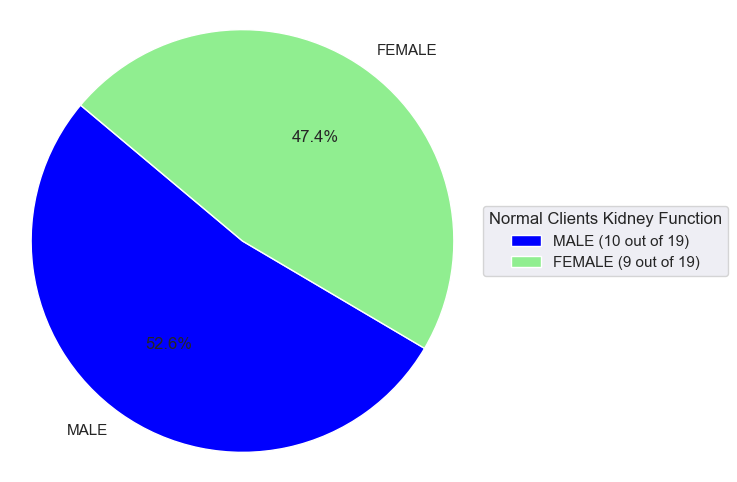 FEMALE
47.4%
Normal Clients Kidney Function
MALE (10 out of 19)
FEMALE (9 out of 19)
52.6%
MALE